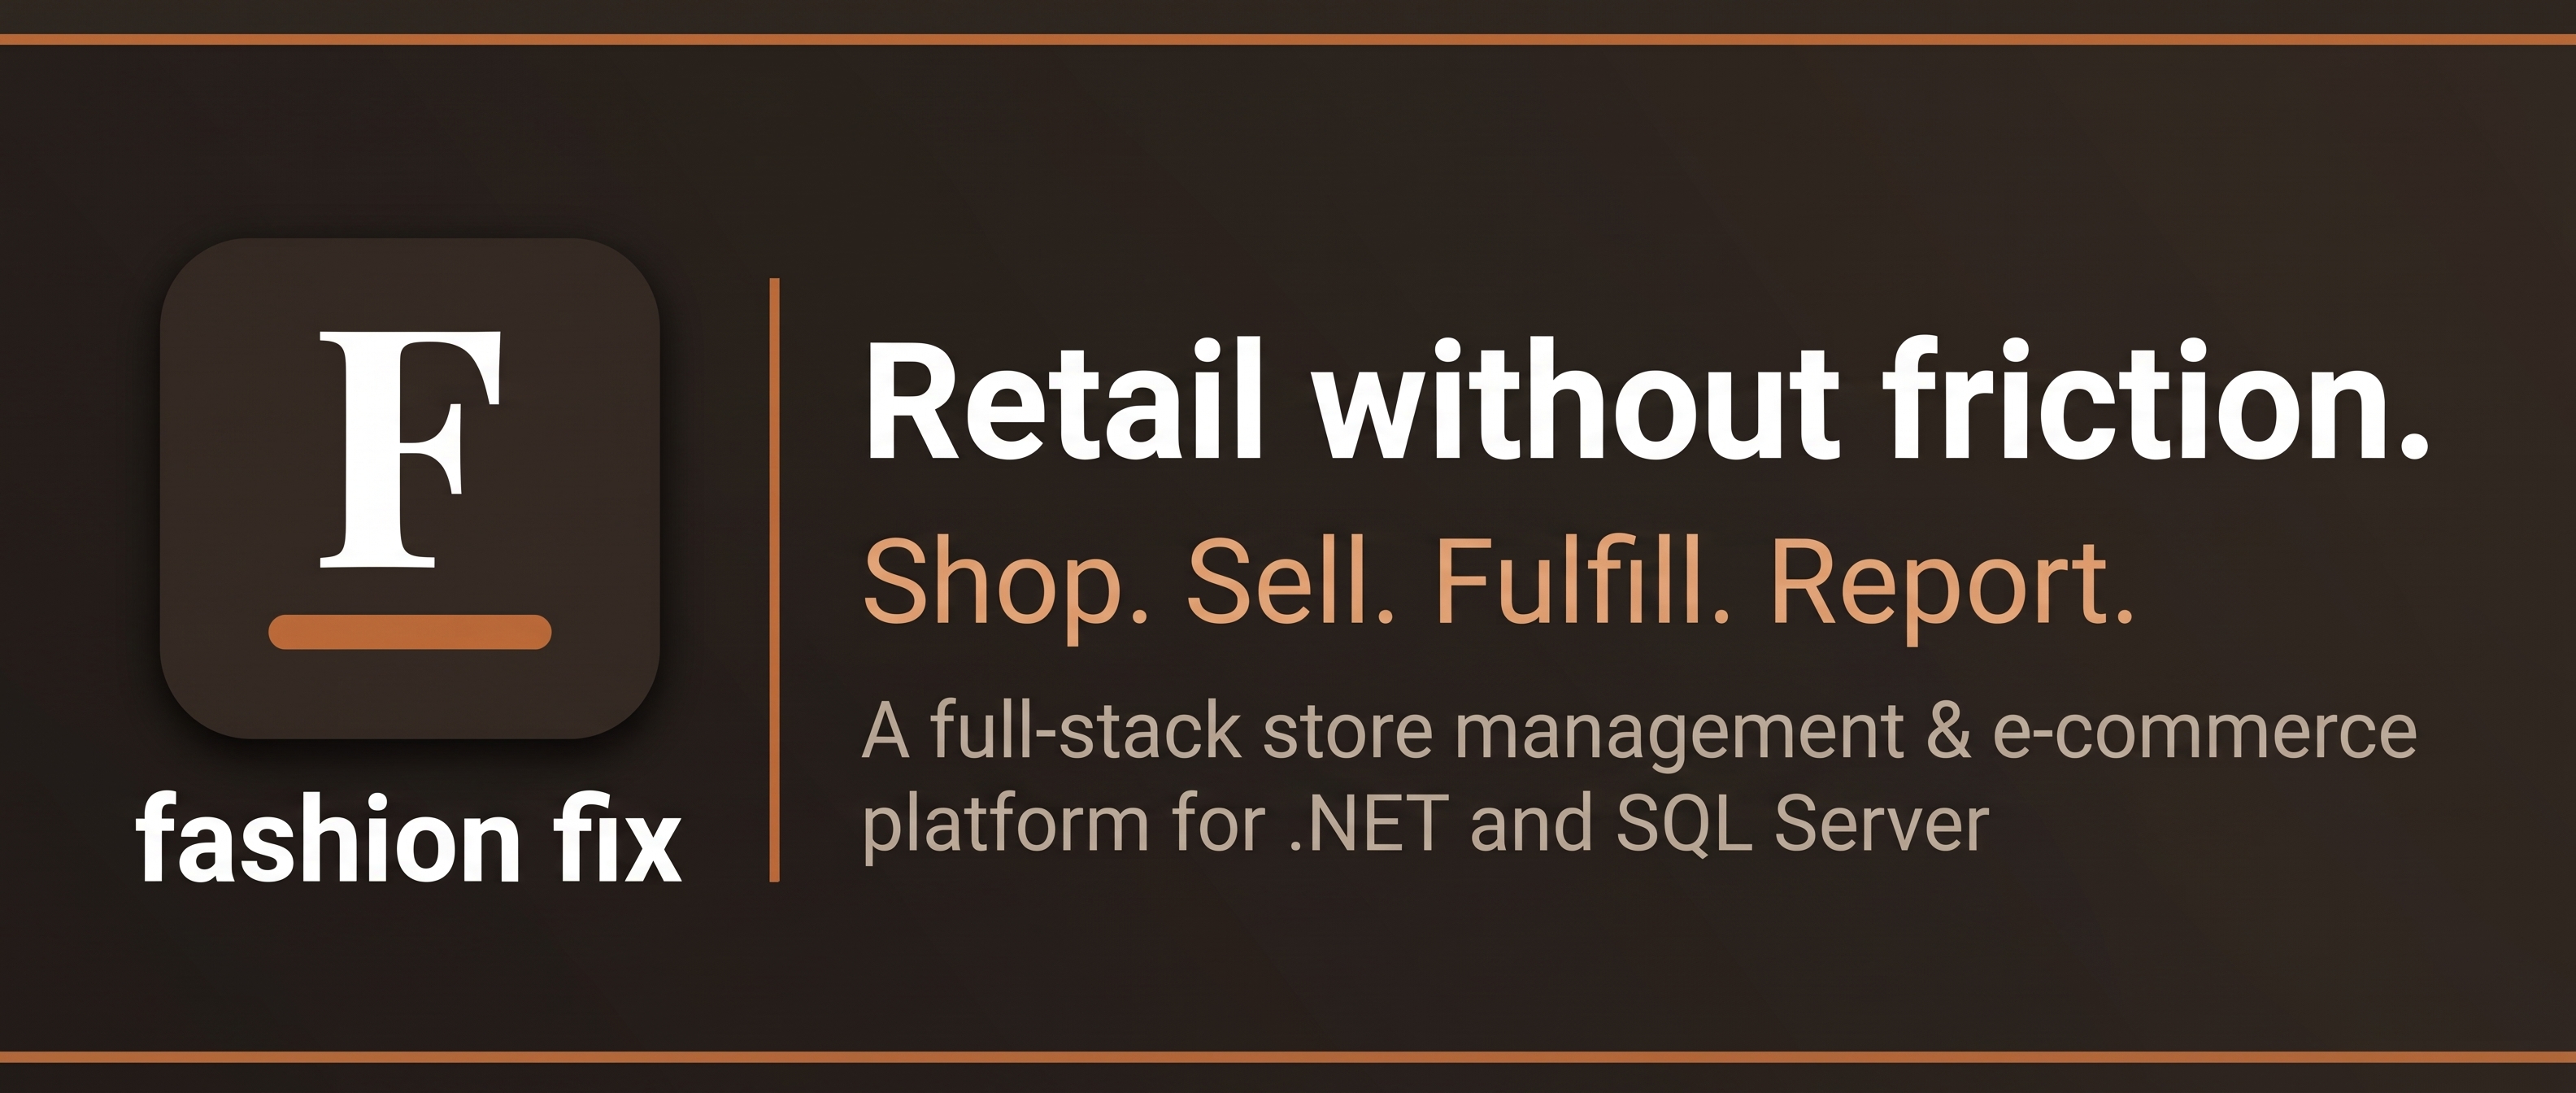 F
fashion fix
Retail without friction.
Shop. Sell. Fulfill. Report.
A full-stack store management & e-commerce
platform for .NET and SQL Server